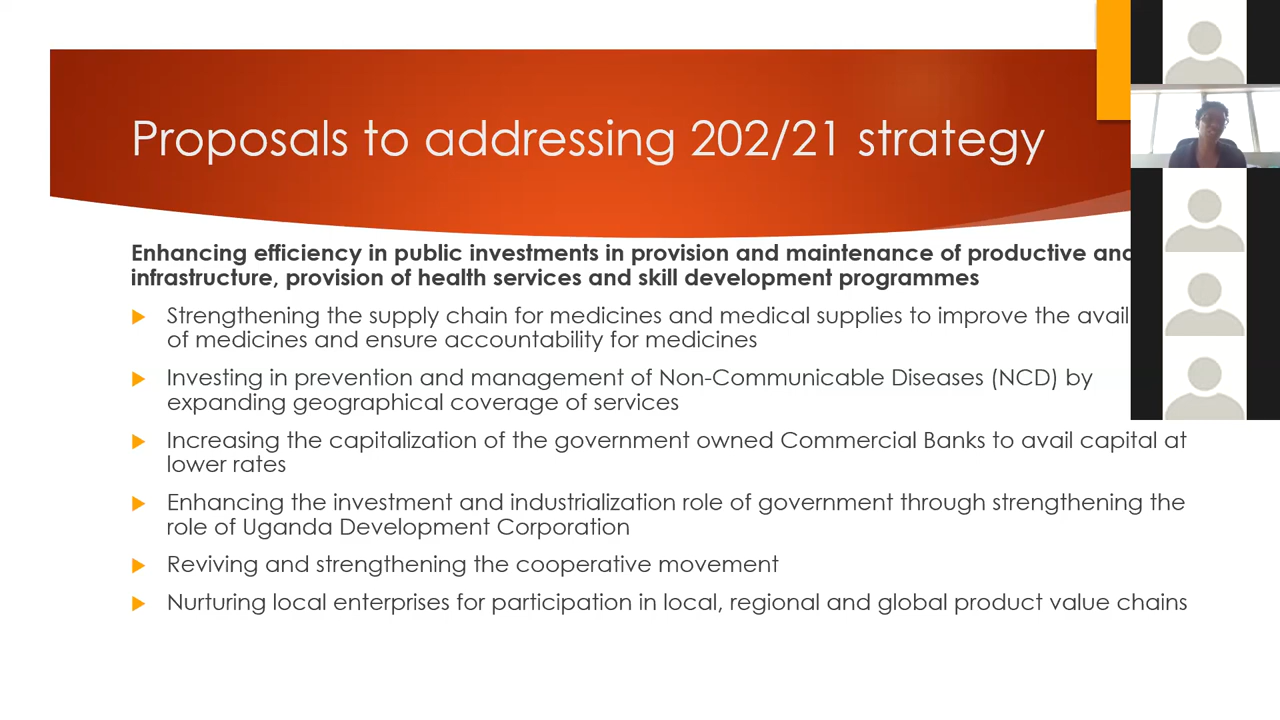 Proposals to addressing 202/21 strategy
Enhancing efficiency in public investments in provision and maintenance of productive and
infrastructure, provision of health services and skill development programmes
Strengthening the supply chain for medicines and medical supplies to improve the avail
of medicines and ensure accountability for medicines
Investing in prevention and management of Non-Communicable Diseases (NCD) by
expanding geographical coverage of services
Increasing the capitalization of the government owned Commercial Banks to avail capital at
lower rates
Enhancing the investment and industrialization role of government through strengthening the
role of Uganda Development Corporation
Reviving and strengthening the cooperative movement
Nurturing local enterprises for participation in local, regional and global product value chains